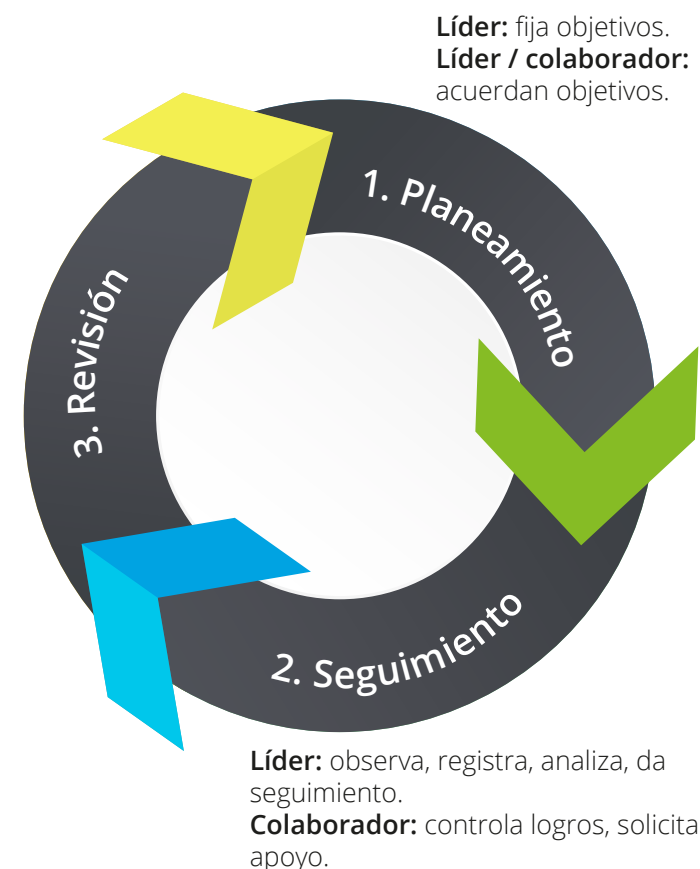 Líder: fija objetivos.
Líder / colaborador:
acuerdan objetivos.
1. Planeamiento
3. Revisión
2. Seguimiento
Líder: observa, registra, analiza, da
seguimiento.
Colaborador: controla logros, solicita
apoyo.